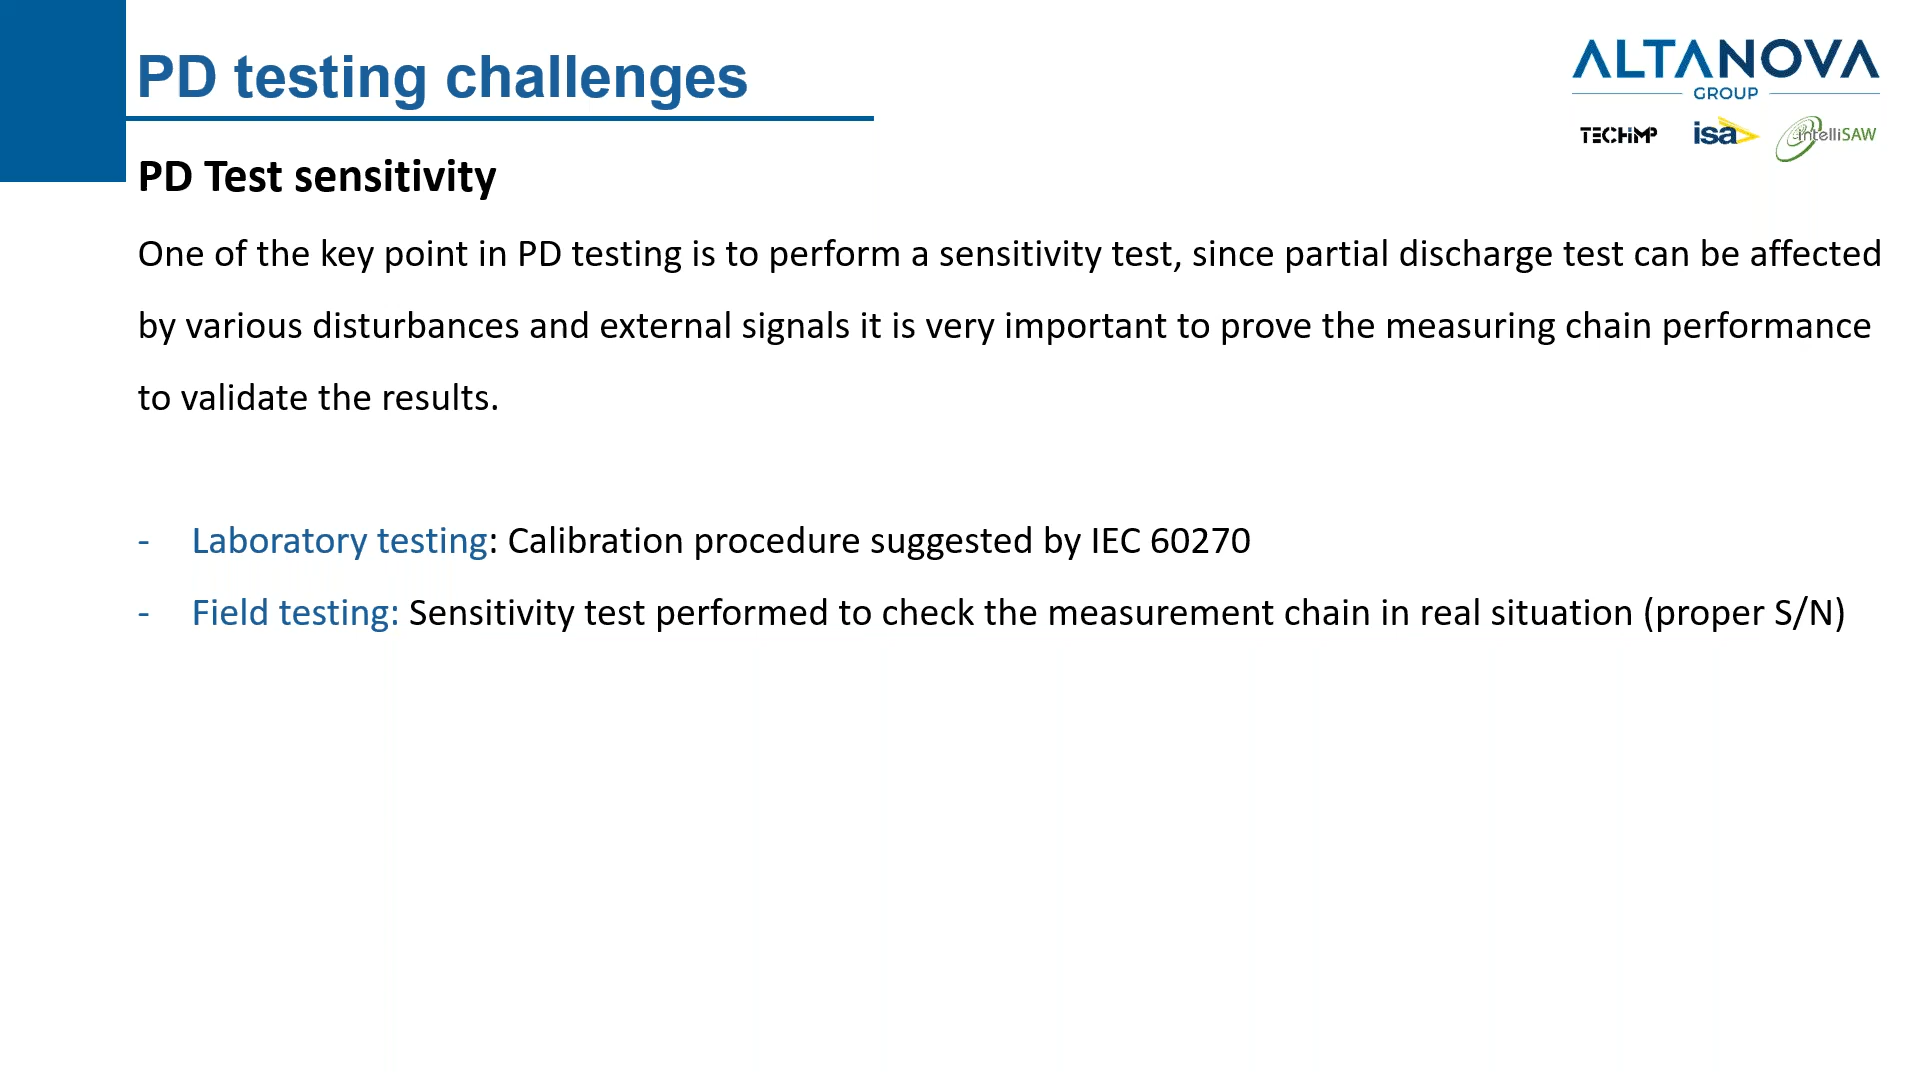 PD testing challenges
ALTANOVA
GROUP
TECHIMP isa intelliSAW
PD Test sensitivity
One of the key point in PD testing is to perform a sensitivity test, since partial discharge test can be affected
by various disturbances and external signals it is very important to prove the measuring chain performance
to validate the results.
- Laboratory testing: Calibration procedure suggested by IEC 60270
- Field testing: Sensitivity test performed to check the measurement chain in real situation (proper S/N)